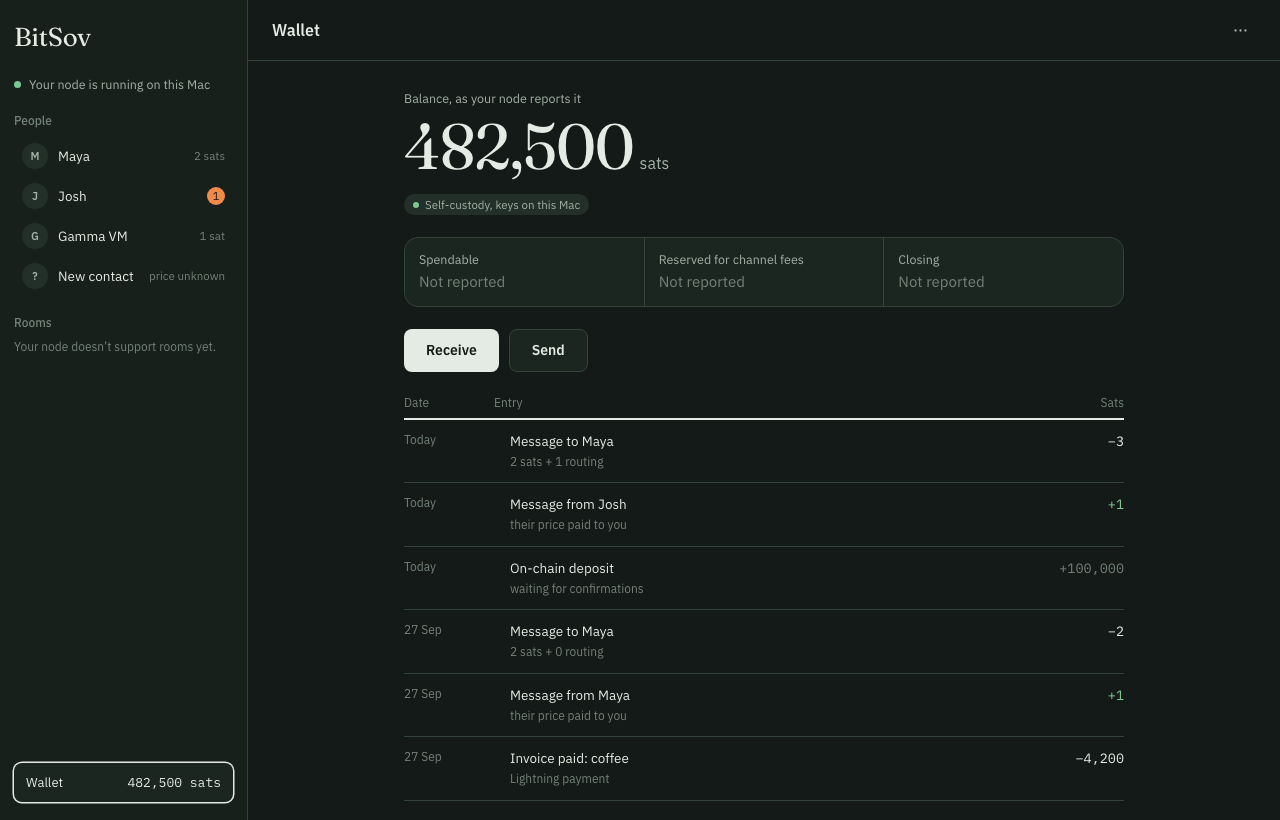 BitSov
Your node is running on this Mac
People
M Maya 2 sats
J Josh 1
G Gamma VM 1 sat
? New contact price unknown
Rooms
Your node doesn’t support rooms yet.
Wallet 482,500 sats
Wallet
Balance, as your node reports it
482,500 sats
Self-custody, keys on this Mac
Spendable Reserved for channel fees Closing
Not reported Not reported Not reported
Receive Send
Date Entry Sats
Today Message to Maya −3
2 sats + 1 routing
Today Message from Josh +1
their price paid to you
Today On-chain deposit +100,000
waiting for confirmations
27 Sep Message to Maya −2
2 sats + 0 routing
27 Sep Message from Maya +1
their price paid to you
27 Sep Invoice paid: coffee −4,200
Lightning payment